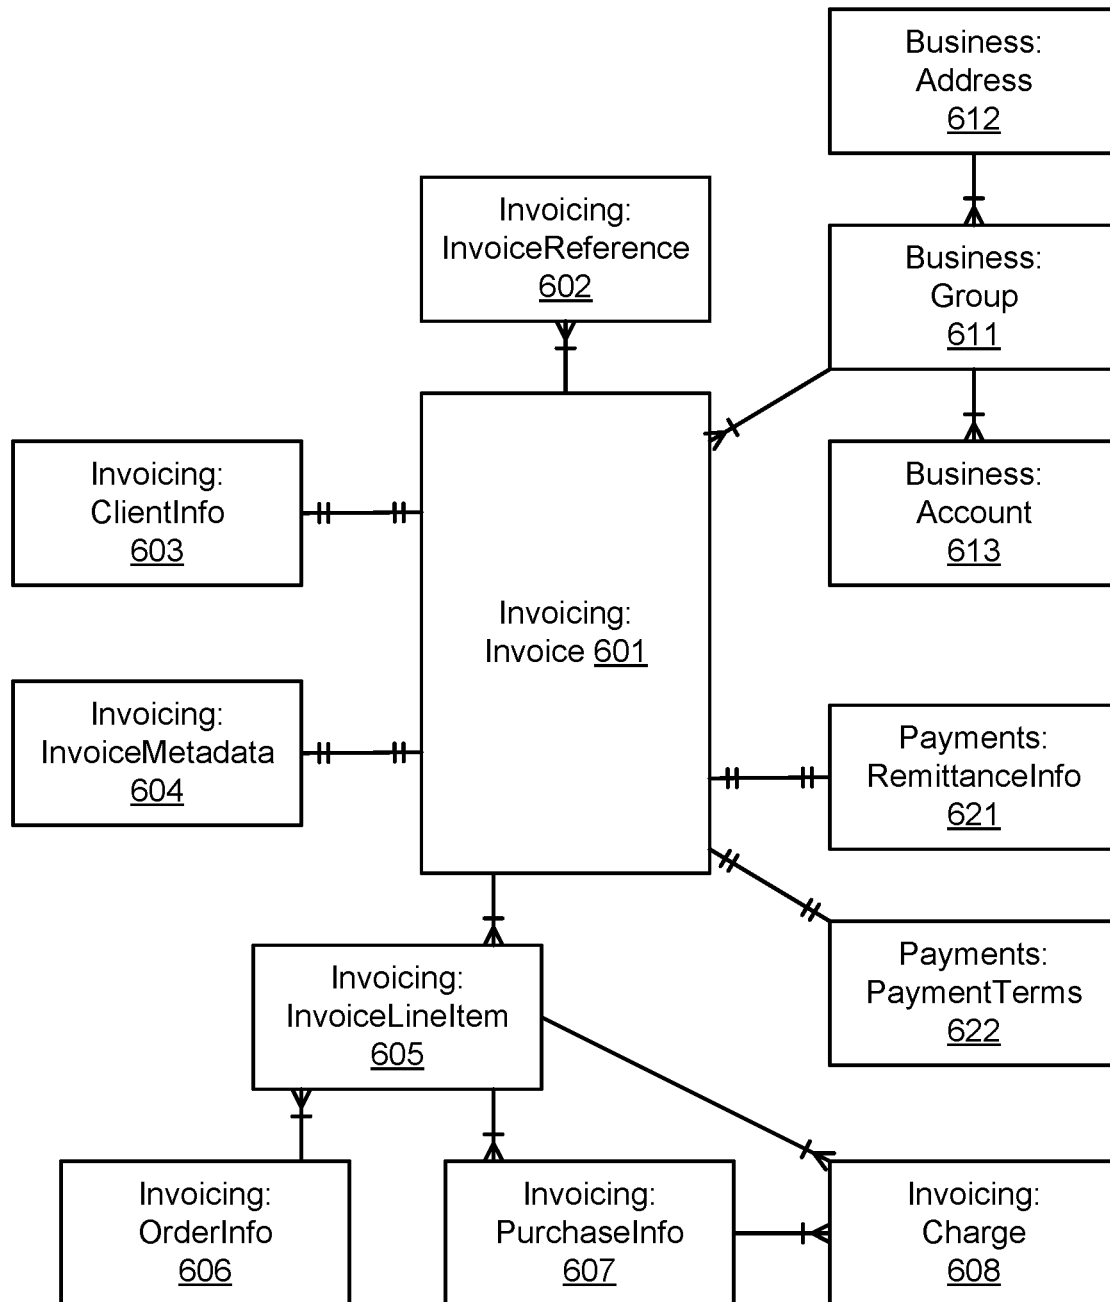 Business:
Address
612
Invoicing:
InvoiceReference
602
Business:
Group
611
Invoicing:
ClientInfo
603
Business:
Account
613
Invoicing:
Invoice 601
Invoicing:
InvoiceMetadata
604
Payments:
RemittanceInfo
621
Payments:
PaymentTerms
622
Invoicing:
InvoiceLineItem
605
Invoicing:
OrderInfo
606
Invoicing:
PurchaseInfo
607
Invoicing:
Charge
608